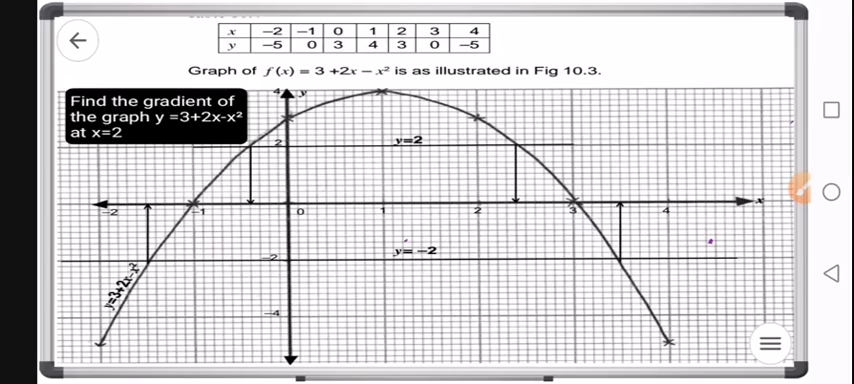 x −2 −1 0 1 2 3 4
y −5 0 3 4 3 0 −5
Graph of f(x) = 3 +2x − x² is as illustrated in Fig 10.3.
Find the gradient of
the graph y =3+2x-x²
at x=2
4 y
2
y=2
−2 −1 0 1 2 3 4 x
−2
y= −2
y=3+2x-x²
−4